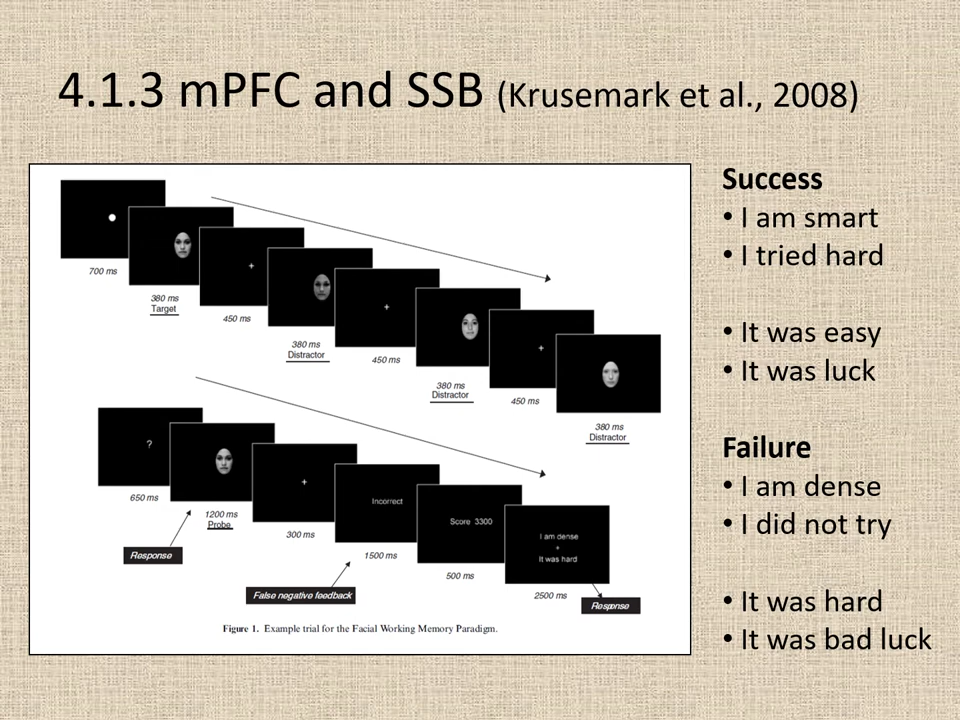 4.1.3 mPFC and SSB (Krusemark et al., 2008)
700 ms
380 ms
Target
450 ms
380 ms
Distractor
450 ms
380 ms
Distractor
450 ms
380 ms
Distractor
?
650 ms
Response
1200 ms
Probe
300 ms
Incorrect
1500 ms
False negative feedback
Score 3300
500 ms
I am dense
+
It was hard
2500 ms
Response
Figure 1. Example trial for the Facial Working Memory Paradigm.
Success
• I am smart
• I tried hard
• It was easy
• It was luck
Failure
• I am dense
• I did not try
• It was hard
• It was bad luck